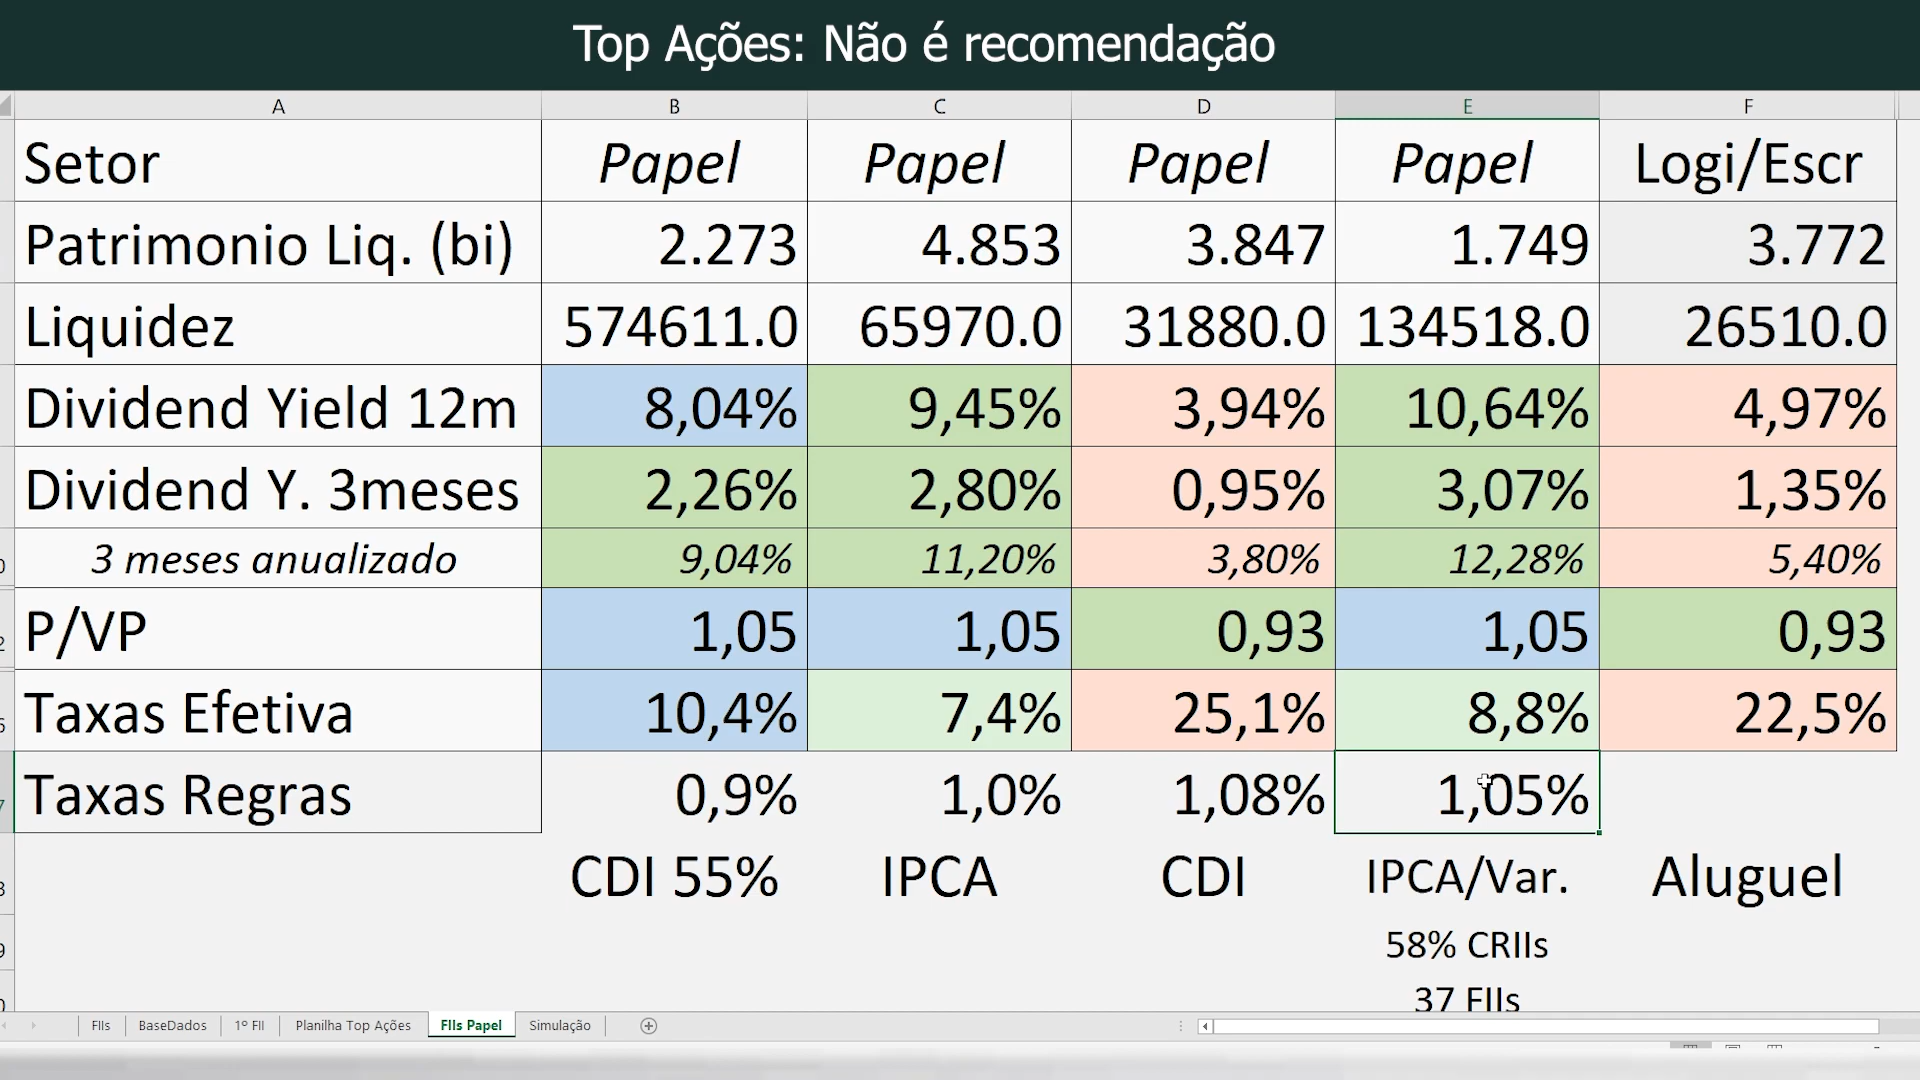 Top Ações: Não é recomendação
A B C D E F
Setor Papel Papel Papel Papel Logi/Escr
Patrimonio Liq. (bi) 2.273 4.853 3.847 1.749 3.772
Liquidez 574611.0 65970.0 31880.0 134518.0 26510.0
Dividend Yield 12m 8,04% 9,45% 3,94% 10,64% 4,97%
Dividend Y. 3meses 2,26% 2,80% 0,95% 3,07% 1,35%
3 meses anualizado 9,04% 11,20% 3,80% 12,28% 5,40%
P/VP 1,05 1,05 0,93 1,05 0,93
Taxas Efetiva 10,4% 7,4% 25,1% 8,8% 22,5%
Taxas Regras 0,9% 1,0% 1,08% 1,05%
CDI 55% IPCA CDI IPCA/Var. Aluguel
58% CRIIs
37 FIIs
FIIs BaseDados 1º FII Planilha Top Ações FIIs Papel Simulação